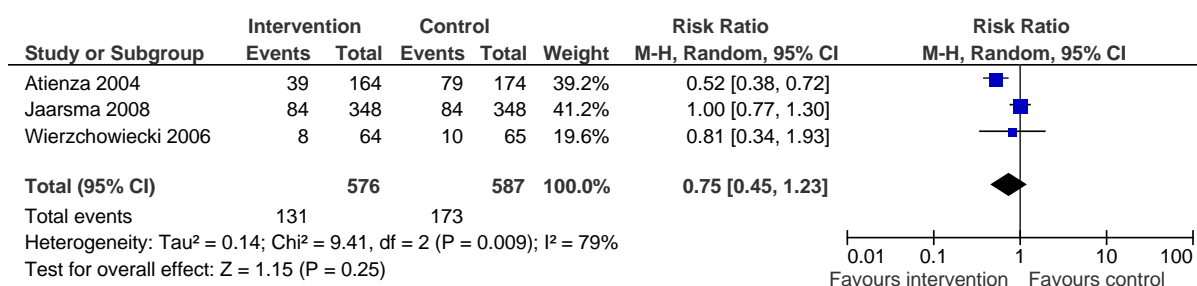 Intervention Control Risk Ratio Risk Ratio
Study or Subgroup Events Total Events Total Weight M-H, Random, 95% CI M-H, Random, 95% CI
Atienza 2004 39 164 79 174 39.2% 0.52 [0.38, 0.72]
Jaarsma 2008 84 348 84 348 41.2% 1.00 [0.77, 1.30]
Wierzchowiecki 2006 8 64 10 65 19.6% 0.81 [0.34, 1.93]
Total (95% CI) 576 587 100.0% 0.75 [0.45, 1.23]
Total events 131 173
Heterogeneity: Tau² = 0.14; Chi² = 9.41, df = 2 (P = 0.009); I² = 79%
Test for overall effect: Z = 1.15 (P = 0.25)
0.01 0.1 1 10 100
Favours intervention Favours control